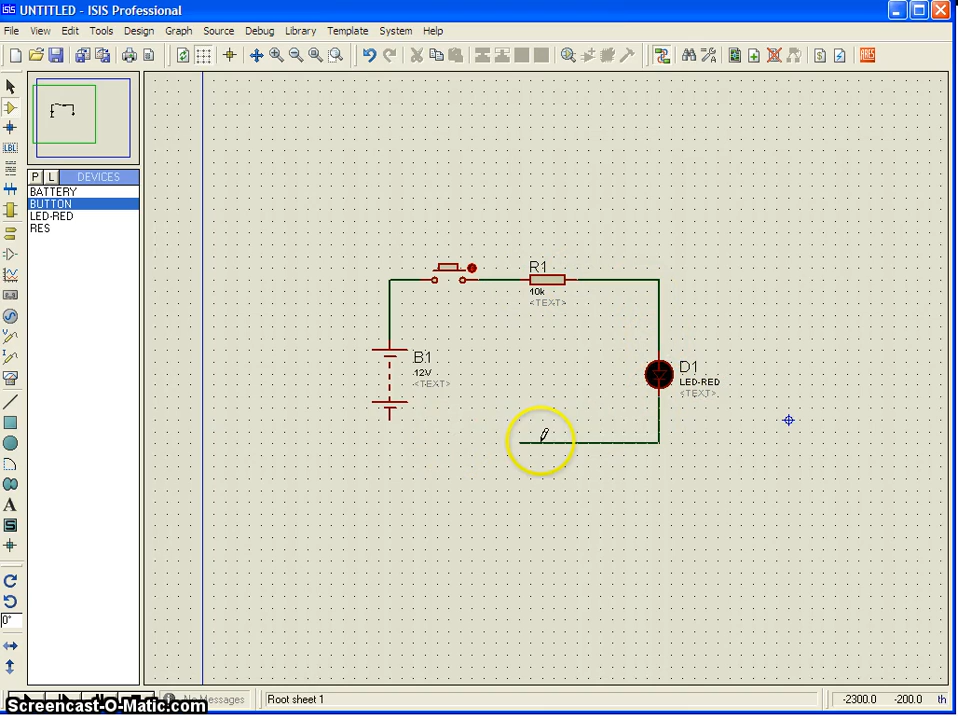 ISIS UNTITLED - ISIS Professional
File View Edit Tools Design Graph Source Debug Library Template System Help
ARES
LBL
P L DEVICES
BATTERY
BUTTON
LED-RED
RES
R1
10k
<TEXT>
B1
12V
<TEXT>
D1
LED-RED
<TEXT>
V
I
A
S
0°
No Messages
Root sheet 1
-2300.0 -200.0 th
Screencast-O-Matic.com